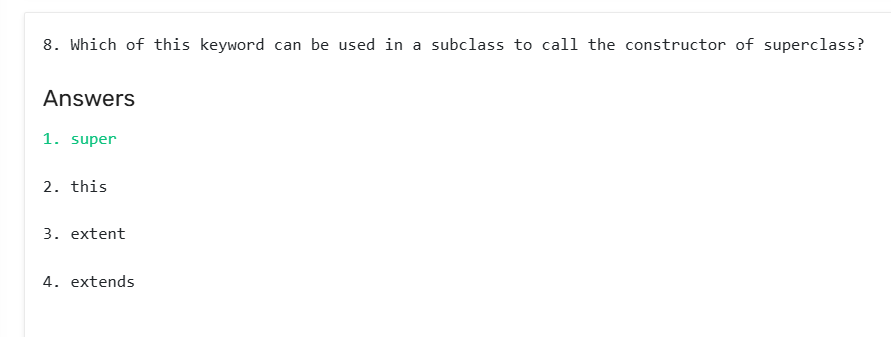 8. Which of this keyword can be used in a subclass to call the constructor of superclass?
Answers
1. super
2. this
3. extent
4. extends